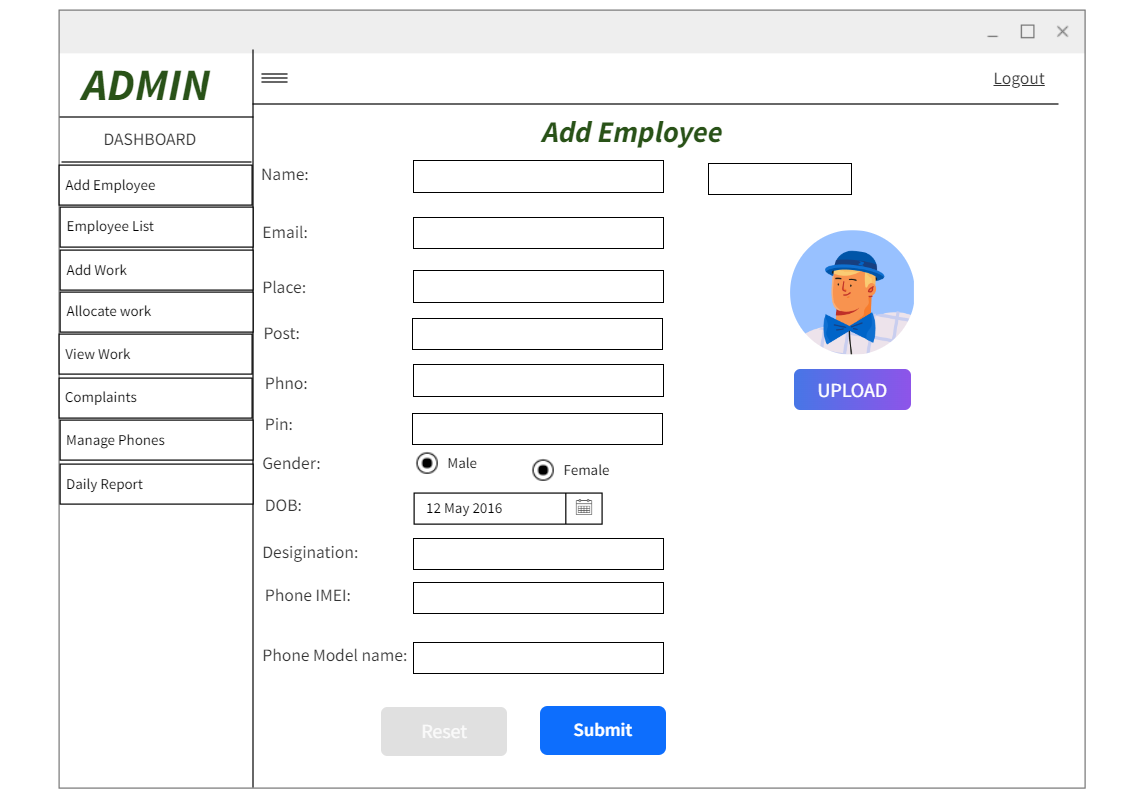 ADMIN
Logout
DASHBOARD
Add Employee
Employee List
Add Work
Allocate work
View Work
Complaints
Manage Phones
Daily Report
Add Employee
Name:
Email:
Place:
Post:
Phno:
Pin:
Gender:
Male
Female
DOB:
12 May 2016
Desigination:
Phone IMEI:
Phone Model name:
UPLOAD
Reset
Submit